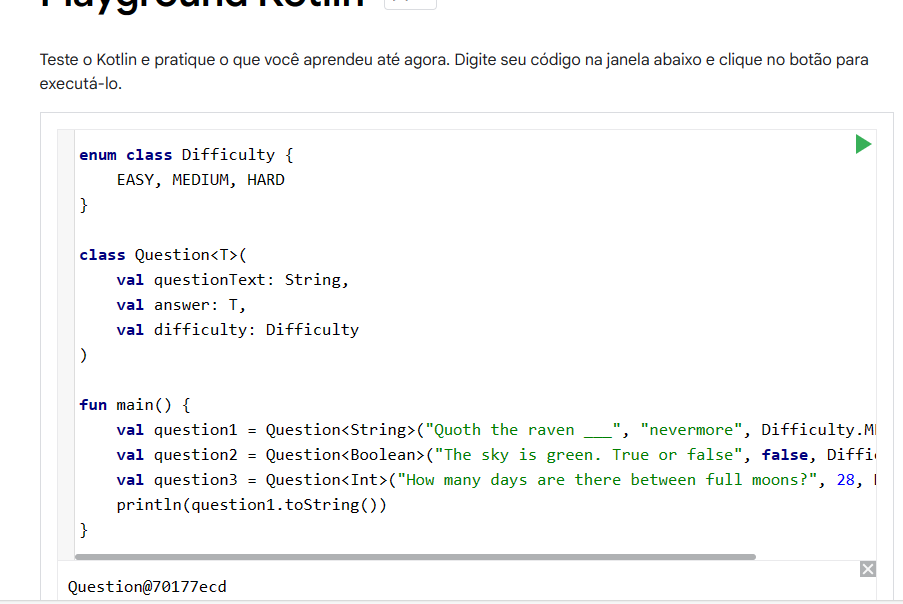 Playground Kotlin
Teste o Kotlin e pratique o que você aprendeu até agora. Digite seu código na janela abaixo e clique no botão para
executá-lo.
enum class Difficulty {
    EASY, MEDIUM, HARD
}
class Question<T>(
    val questionText: String,
    val answer: T,
    val difficulty: Difficulty
)
fun main() {
    val question1 = Question<String>("Quoth the raven ___", "nevermore", Difficulty.M
    val question2 = Question<Boolean>("The sky is green. True or false", false, Diffi
    val question3 = Question<Int>("How many days are there between full moons?", 28,
    println(question1.toString())
}
Question@70177ecd